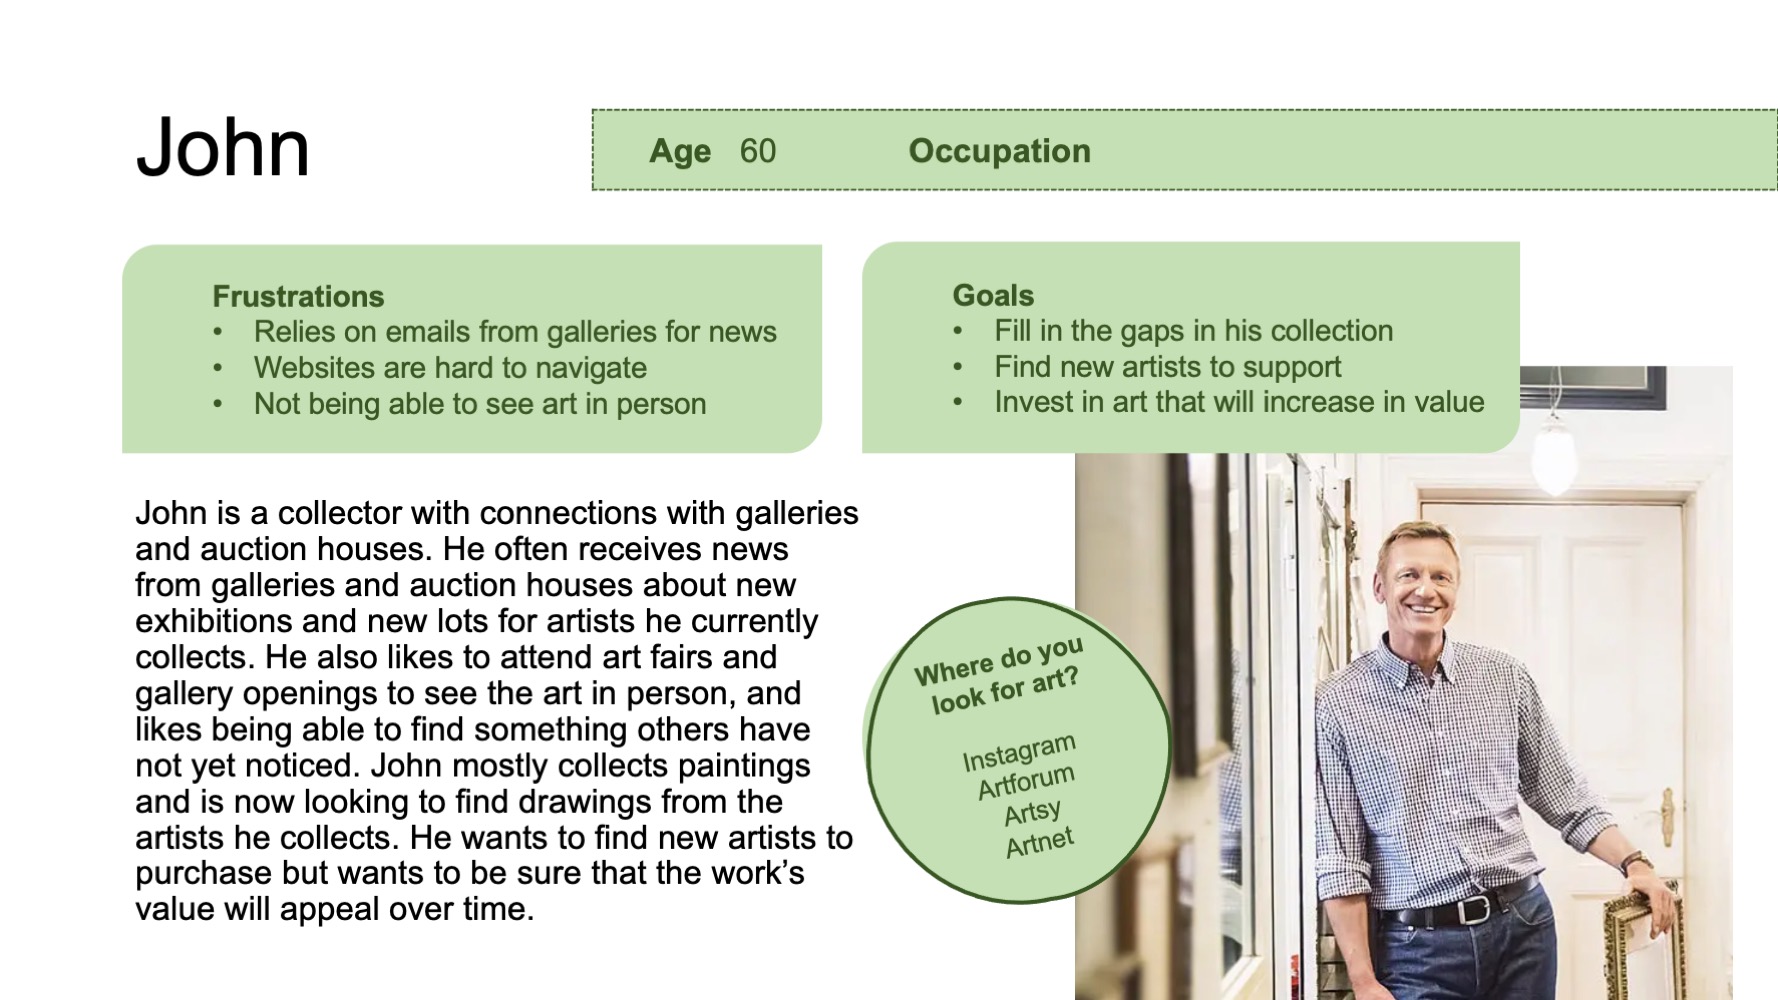 John
Age 60 Occupation
Frustrations
• Relies on emails from galleries for news
• Websites are hard to navigate
• Not being able to see art in person
Goals
• Fill in the gaps in his collection
• Find new artists to support
• Invest in art that will increase in value
John is a collector with connections with galleries
and auction houses. He often receives news
from galleries and auction houses about new
exhibitions and new lots for artists he currently
collects. He also likes to attend art fairs and
gallery openings to see the art in person, and
likes being able to find something others have
not yet noticed. John mostly collects paintings
and is now looking to find drawings from the
artists he collects. He wants to find new artists to
purchase but wants to be sure that the work’s
value will appeal over time.
Where do you
look for art?
Instagram
Artforum
Artsy
Artnet